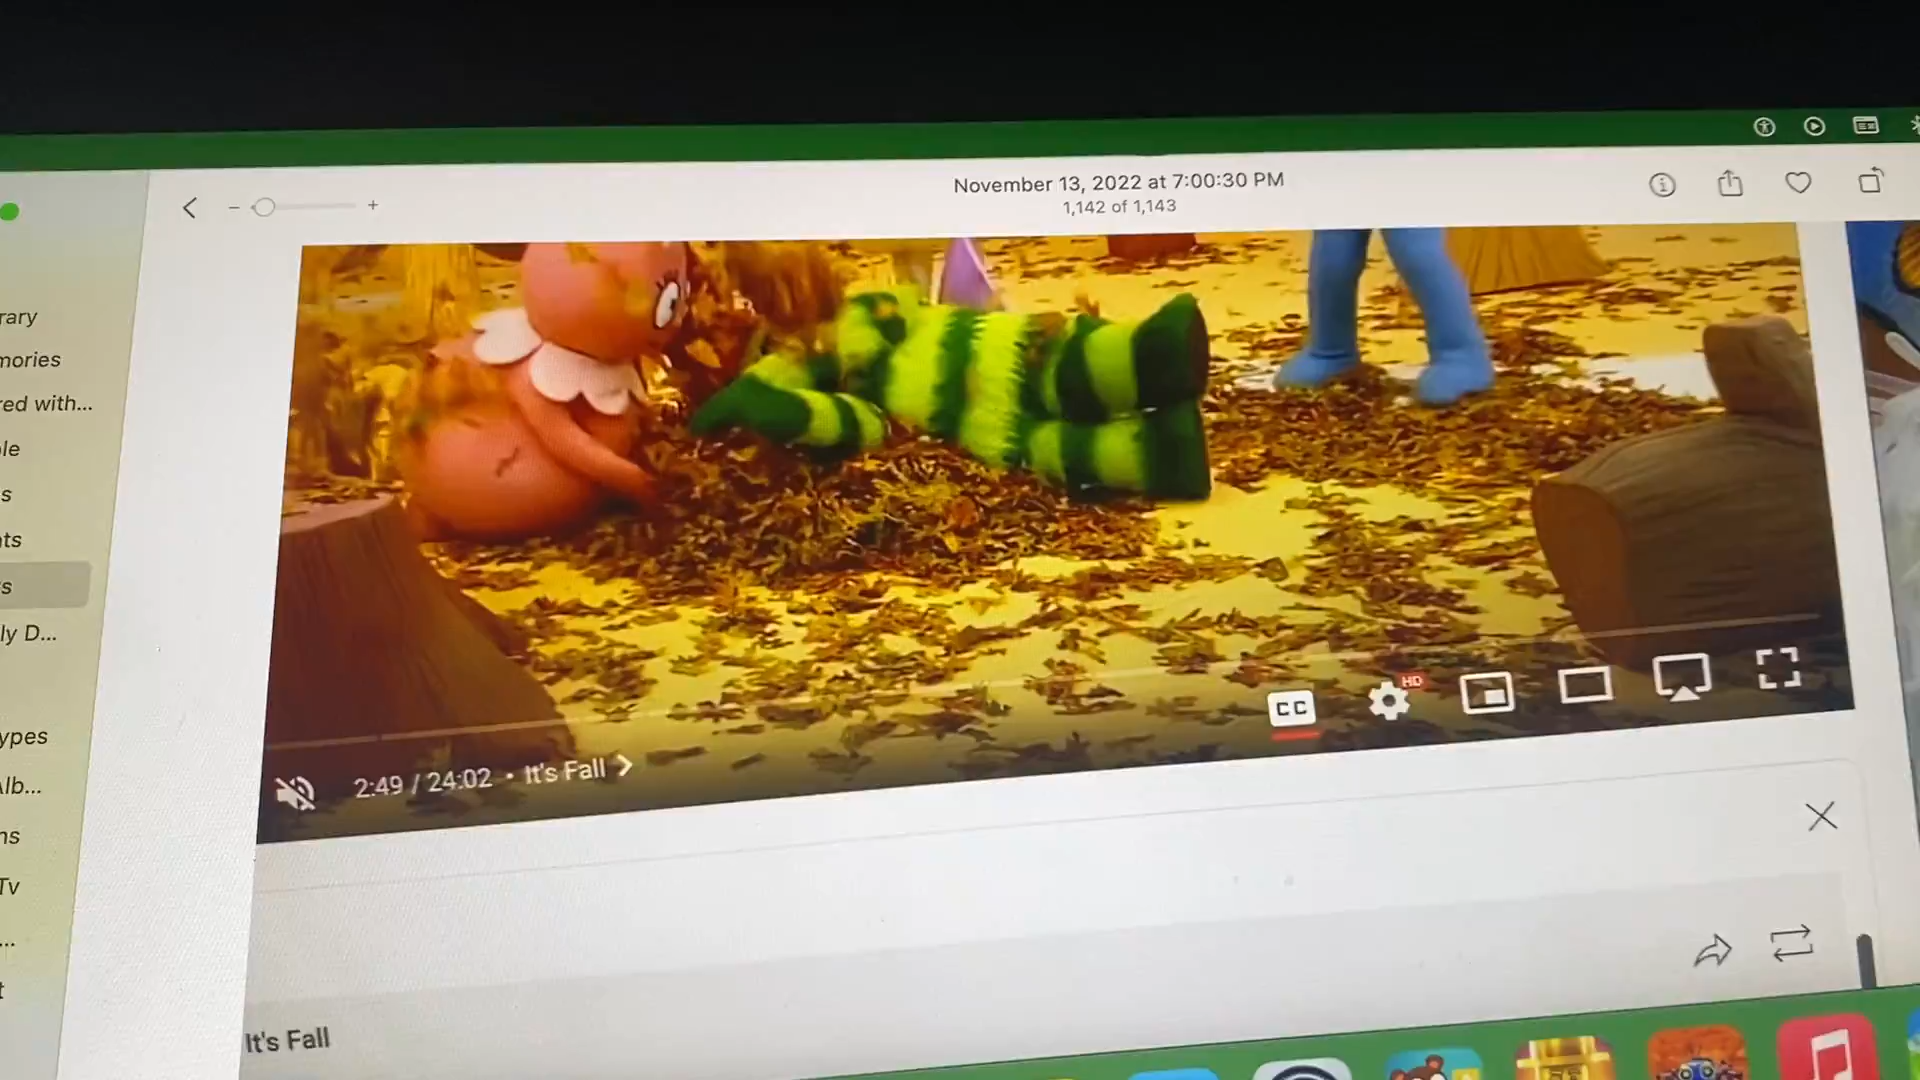 November 13, 2022 at 7:00:30 PM
1,142 of 1,143
rary
mories
red with...
le
s
ts
s
ly D...
ypes
Alb...
ns
Tv
...
t
CC
HD
2:49 / 24:02 • It's Fall
It's Fall